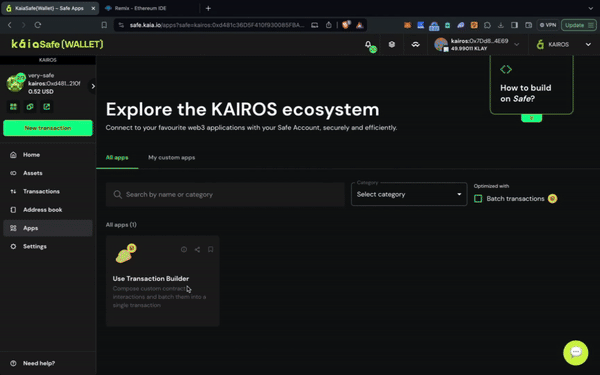 KaiaSafe{Wallet} – Safe Apps
Remix - Ethereum IDE
safe.kaia.io/apps?safe=kairos:0xd481c36D5F410f930085FBA...
VPN
Update
káiaSafe{WALLET}
kairos:0x7Dd8...4E69
49.99011 KLAY
KAIROS
KAIROS
very-safe
kairos:0xd481...210f
0.52 USD
New transaction
Home
Assets
Transactions
Address book
Apps
Settings
Need help?
How to build
on Safe?
Explore the KAIROS ecosystem
Connect to your favourite web3 applications with your Safe Account, securely and efficiently.
All apps
My custom apps
Search by name or category
Category
Select category
Optimized with
Batch transactions
All apps (1)
Use Transaction Builder
Compose custom contract
interactions and batch them into a
single transaction